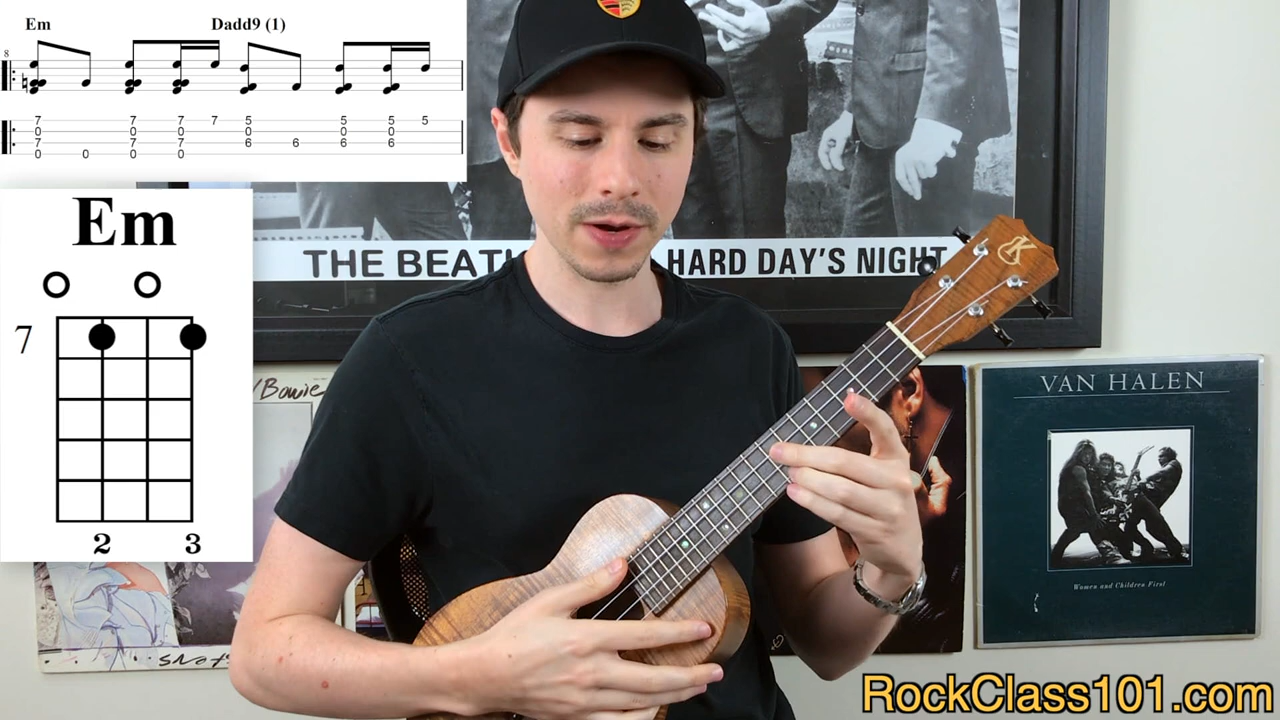 Em Dadd9 (1)
8
7 7 7 7 5 5 5 5
0 0 0 0 0 0
7 7 7 6 6 6 6
0 0 0 0
Em
7
2 3
THE BEAT HARD DAY'S NIGHT
Bowie
VAN HALEN
Women and Children First
RockClass101.com